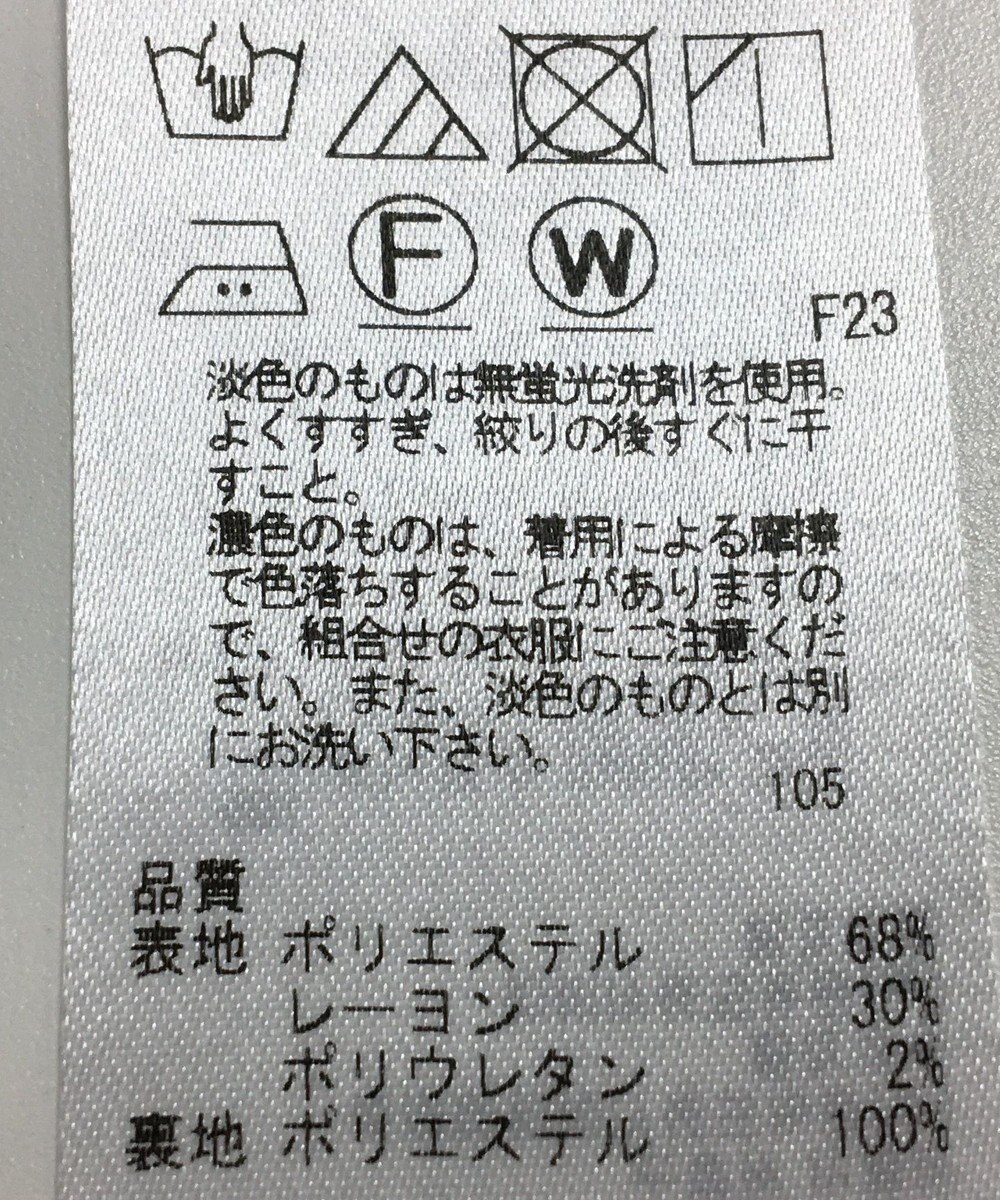 F
W
F23
淡色のものは無蛍光洗剤を使用。
よくすすぎ、絞りの後すぐに干
すこと。
濃色のものは、着用による摩擦
で色落ちすることがありますの
で、組合せの衣服にご注意くだ
さい。また、淡色のものとは別
にお洗い下さい。
105
品質
表地 ポリエステル 68%
レーヨン 30%
ポリウレタン 2%
裏地 ポリエステル 100%